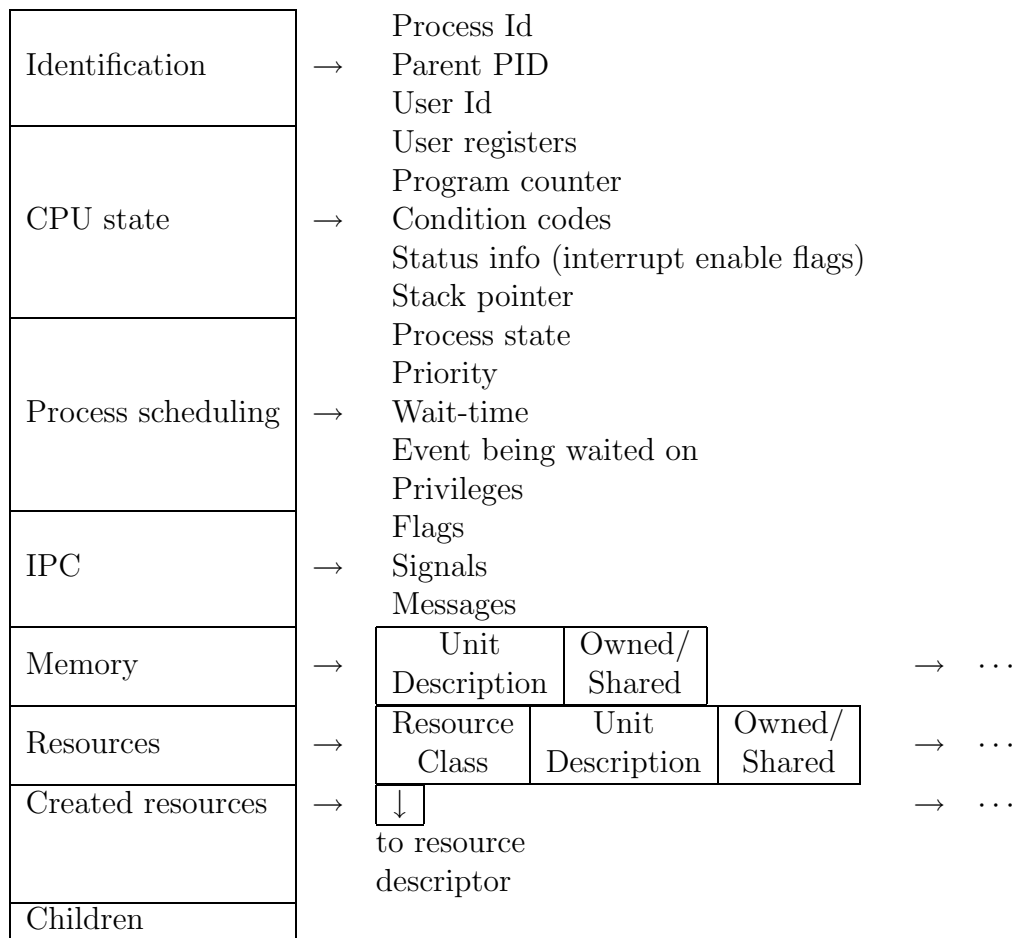 Process Id
Identification → Parent PID
User Id
User registers
Program counter
CPU state → Condition codes
Status info (interrupt enable flags)
Stack pointer
Process state
Priority
Process scheduling → Wait-time
Event being waited on
Privileges
Flags
IPC → Signals
Messages
Unit Owned/
Memory → → ···
Description Shared
Resource Unit Owned/
Resources → → ···
Class Description Shared
Created resources → ↓ → ···
to resource
descriptor
Children